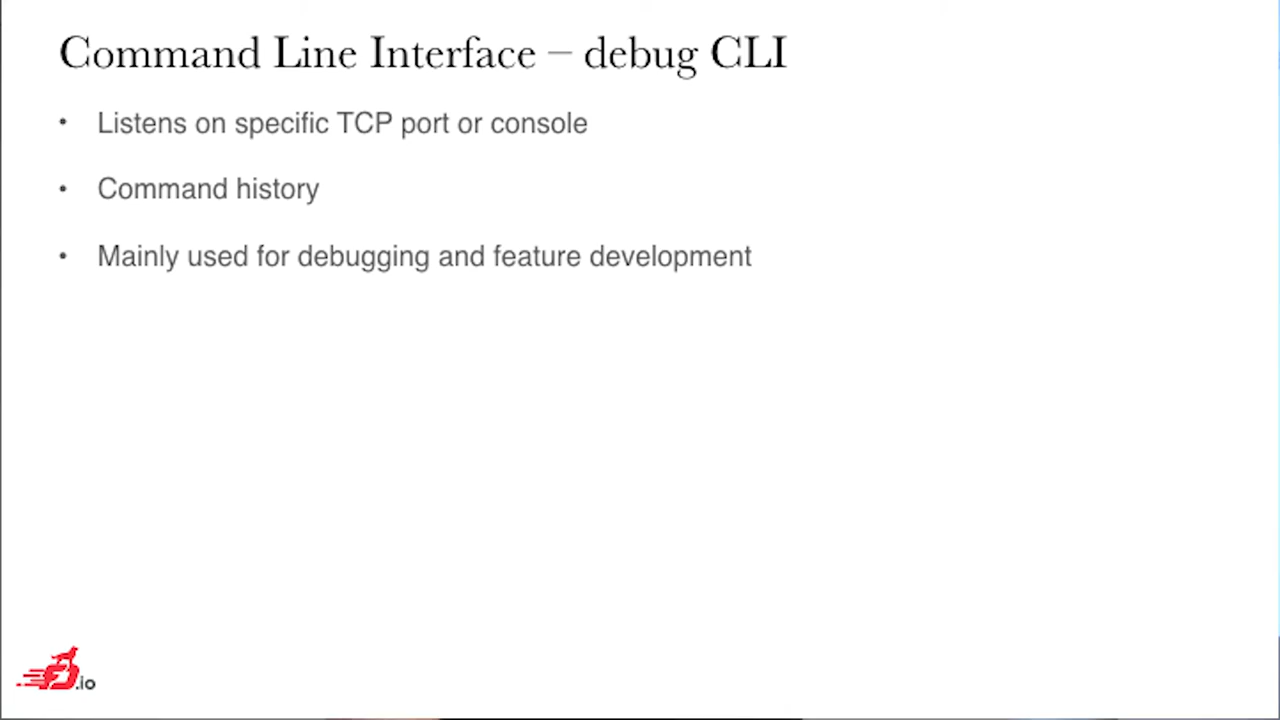 Command Line Interface – debug CLI
• Listens on specific TCP port or console
• Command history
• Mainly used for debugging and feature development
.io